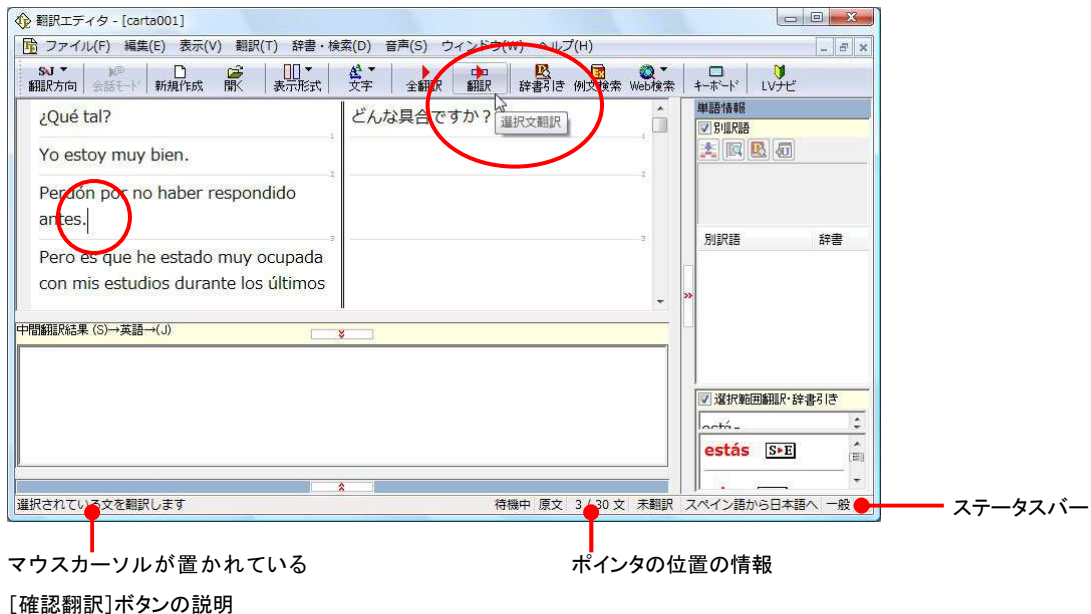 翻訳エディタ - [carta001]
ファイル(F) 編集(E) 表示(V) 翻訳(T) 辞書・検索(D) 音声(S) ウィンドウ(W) ヘルプ(H)
翻訳方向 会話モード 新規作成 開く 表示形式 文字 全翻訳 翻訳 辞書引き 例文検索 Web検索 キーボード LVナビ
¿Qué tal?
どんな具合ですか?
選択文翻訳
1
1
Yo estoy muy bien.
2
2
Perdón por no haber respondido
antes.
3
3
Pero es que he estado muy ocupada
con mis estudios durante los últimos
単語情報
別訳語
別訳語 辞書
中間翻訳結果 (S)→英語→(J)
選択範囲翻訳・辞書引き
estás S▸E
選択されている文を翻訳します
待機中 原文 3 / 30 文 未翻訳 スペイン語から日本語へ 一般
ステータスバー
マウスカーソルが置かれている
[確認翻訳]ボタンの説明
ポインタの位置の情報